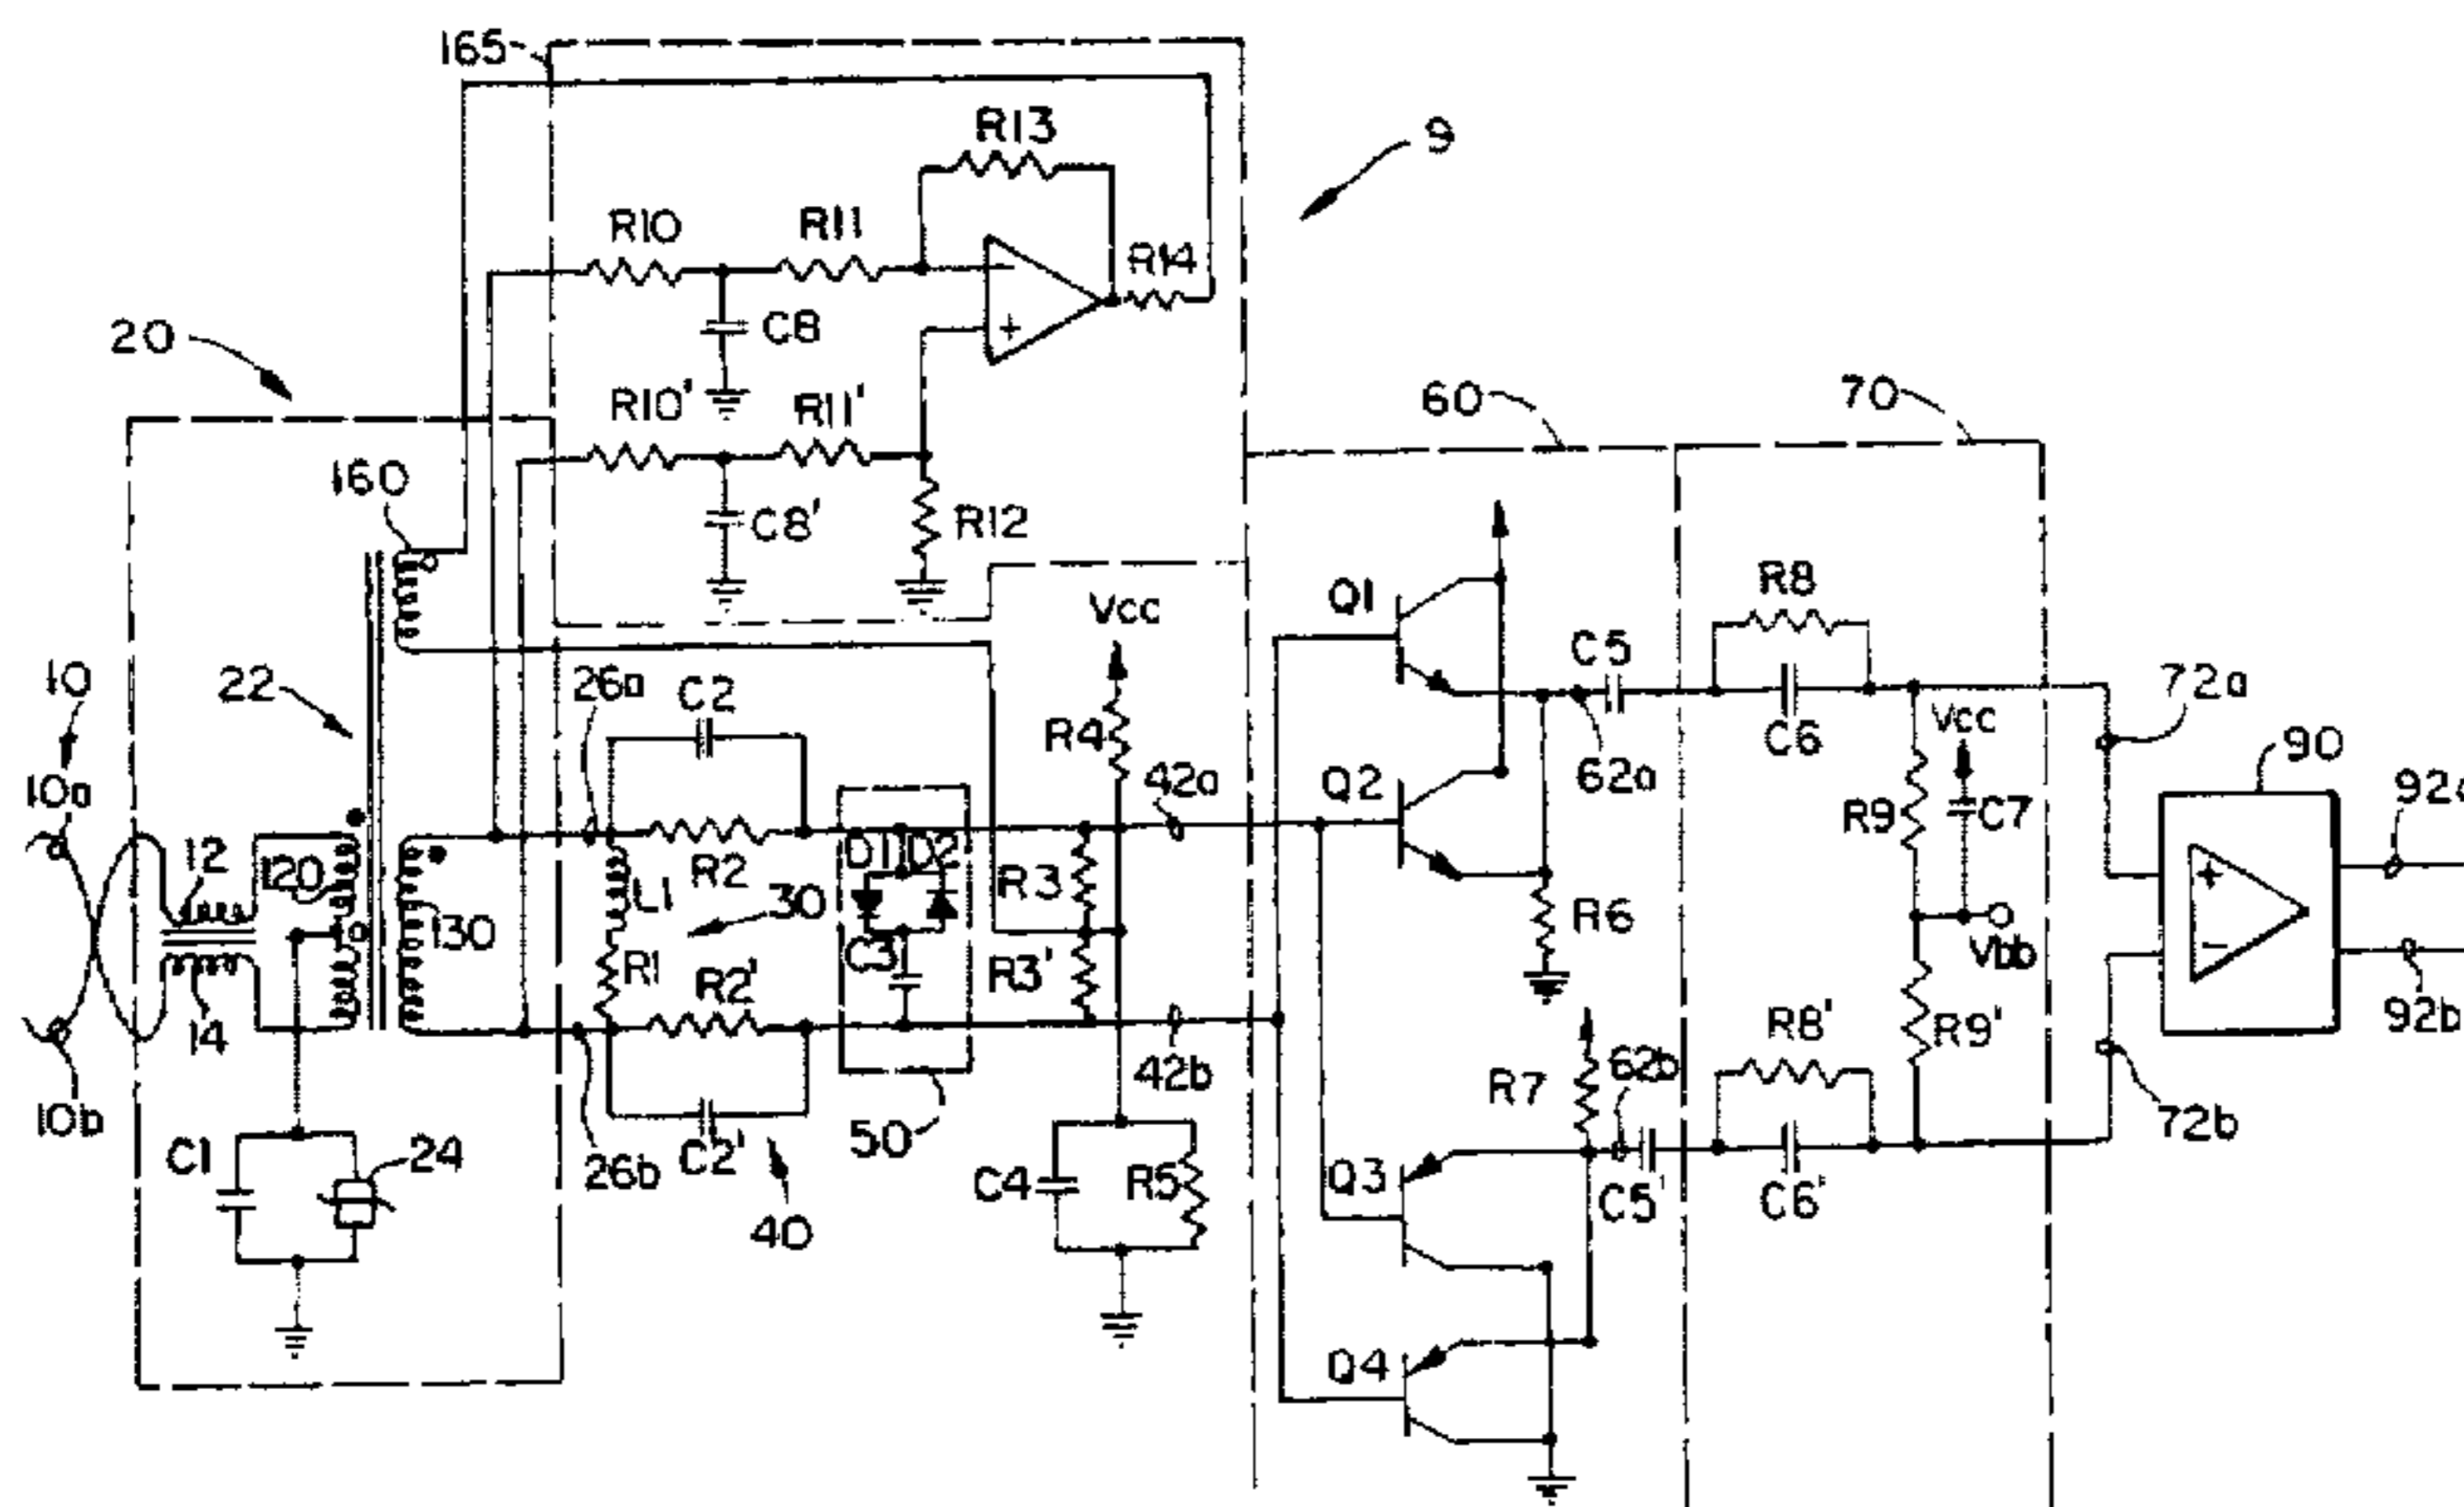 165
R13
9
R10
R11
R14
C8
20
R10'
R11'
60
70
160
C8'
R12
Vcc
Q1
R8
10
22
26a
C2
C5
72a
R4
Vcc
C6
90
10a
42a
Q2
62a
92
12
120
D1 D2
R9
C7
R2
L1
R3
30
130
R6
C3
R1
R2'
R3'
Vbb
14
R8'
R9'
92b
10b
42b
R7
62b
50
72b
C1
24
26b
C2'
C4
R5
Q3
C5'
C6'
40
Q4
+
-
+
-